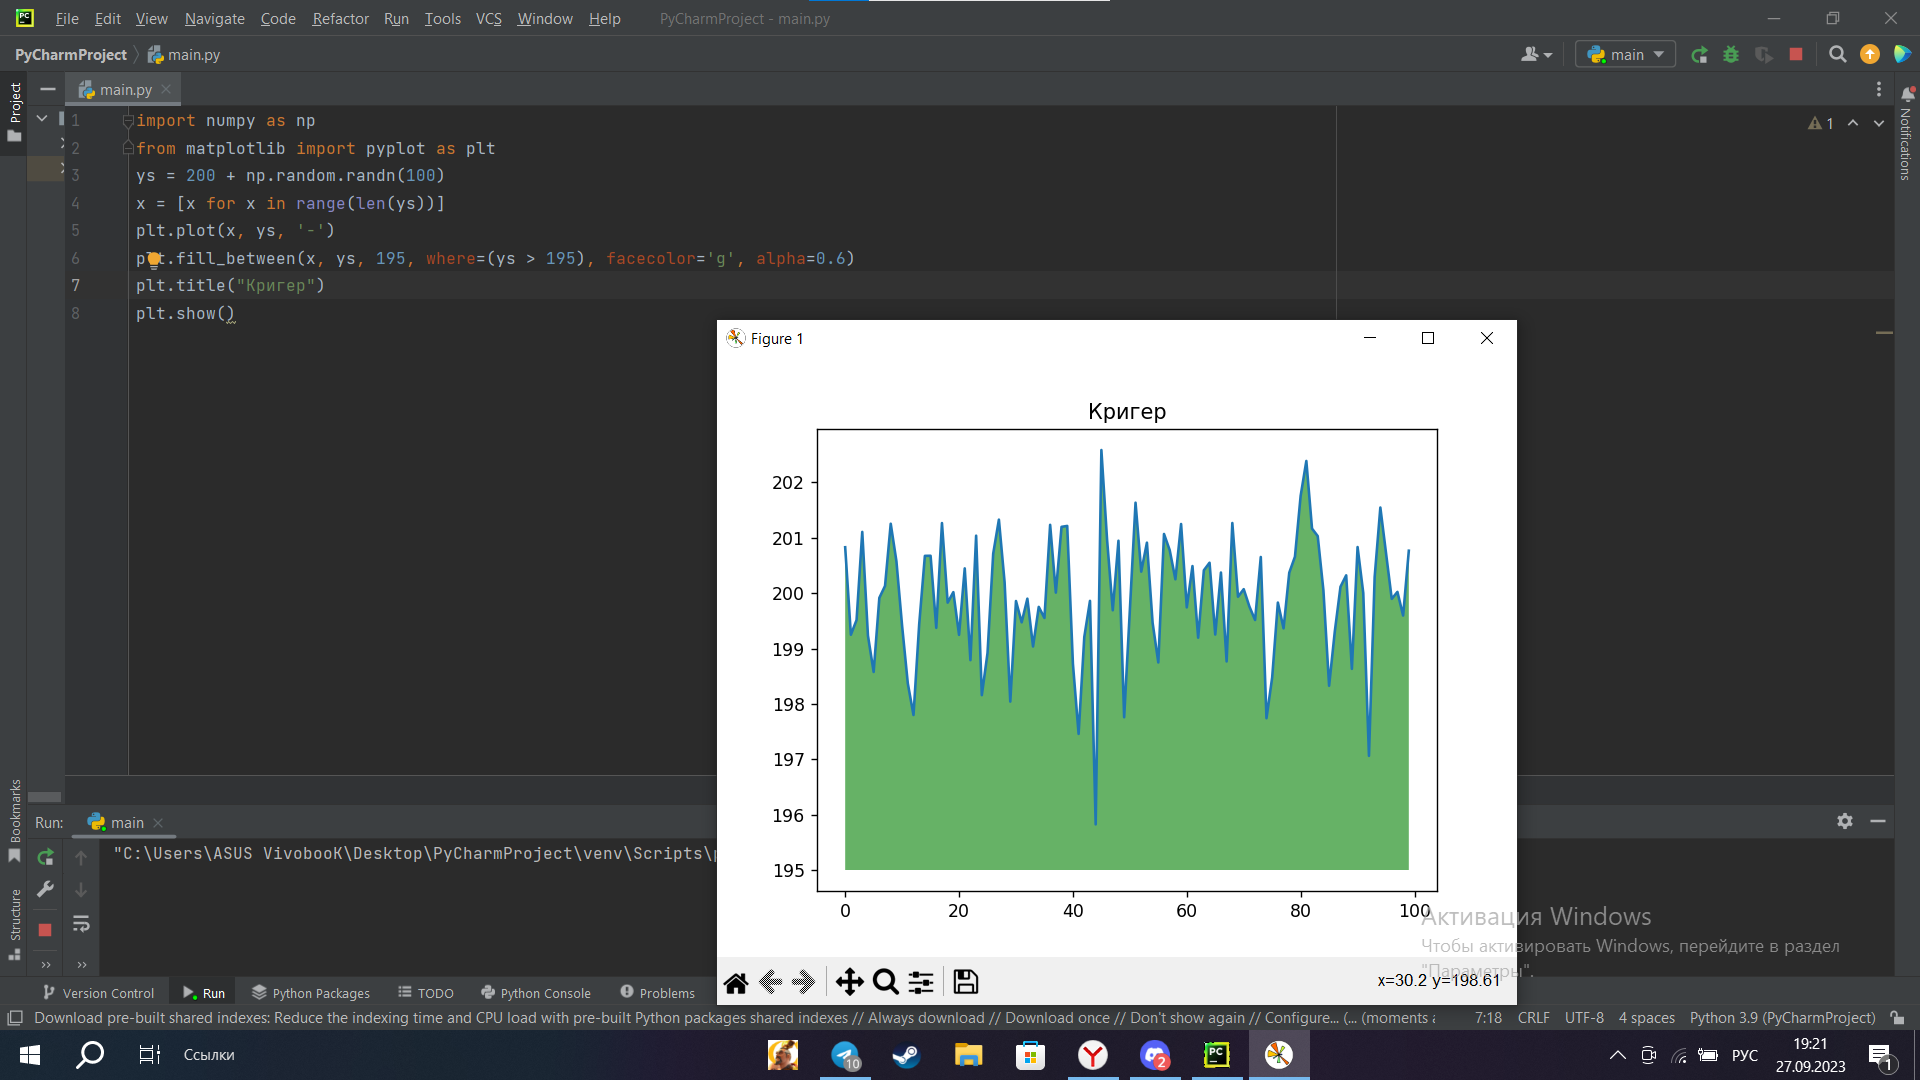 File Edit View Navigate Code Refactor Run Tools VCS Window Help PyCharmProject - main.py
PyCharmProject main.py main
Project
main.py
1 import numpy as np
2 from matplotlib import pyplot as plt
3 ys = 200 + np.random.randn(100)
4 x = [x for x in range(len(ys))]
5 plt.plot(x, ys, '-')
6 plt.fill_between(x, ys, 195, where=(ys > 195), facecolor='g', alpha=0.6)
7 plt.title("Кригер")
8 plt.show()
1
Notifications
Figure 1
Кригер
202
201
200
199
198
197
196
195
0 20 40 60 80 100
x=30.2 y=198.61
Активация Windows
Чтобы активировать Windows, перейдите в раздел
"Параметры".
Bookmarks
Structure
Run: main
"C:\Users\ASUS VivobooK\Desktop\PyCharmProject\venv\Scripts\
Version Control Run Python Packages TODO Python Console Problems
Download pre-built shared indexes: Reduce the indexing time and CPU load with pre-built Python packages shared indexes // Always download // Download once // Don't show again // Configure... (... (moments a 7:18 CRLF UTF-8 4 spaces Python 3.9 (PyCharmProject)
Ссылки 10 2 PC РУС 19:21
27.09.2023 1